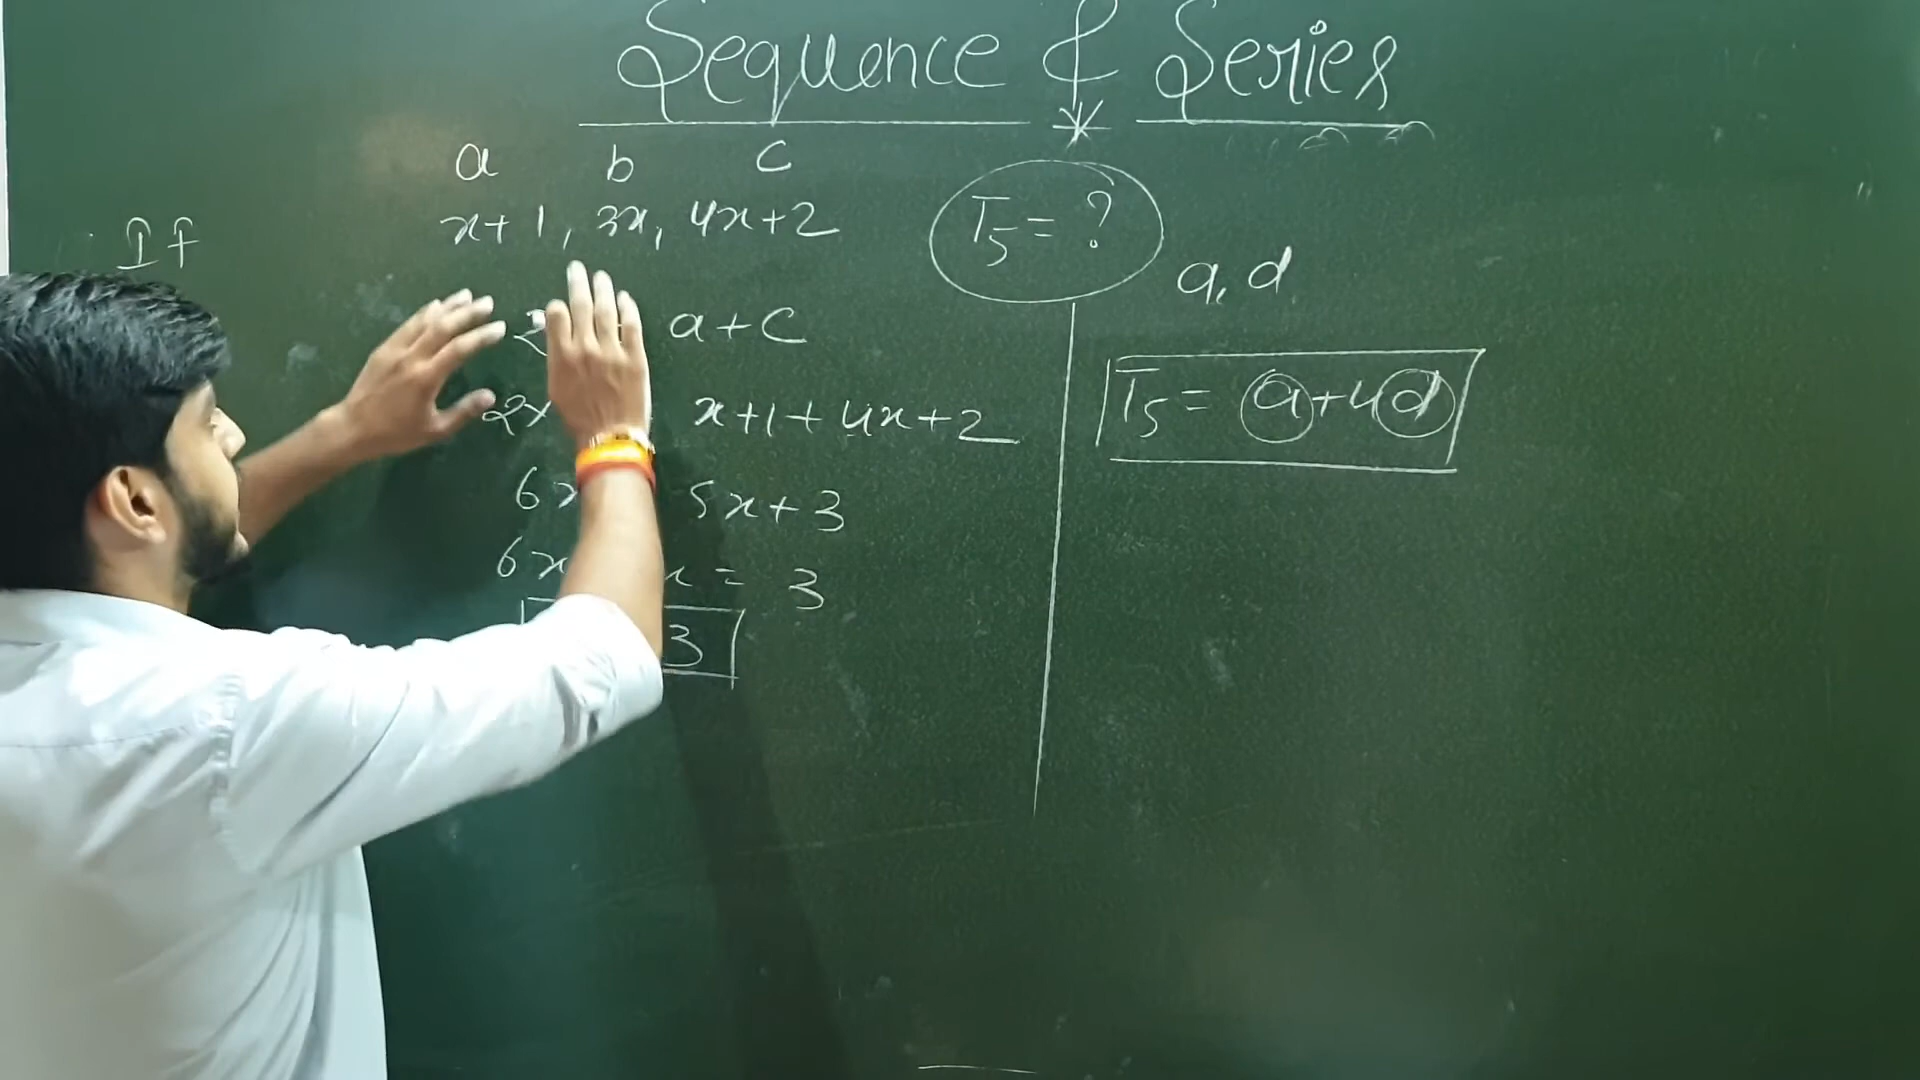 Sequence & Series
a b c
If x+1, 3x, 4x+2
T₅ = ?
a, d
a+c
2x x+1+4x+2
T₅ = a+4d
6x 5x+3
6x x = 3
3